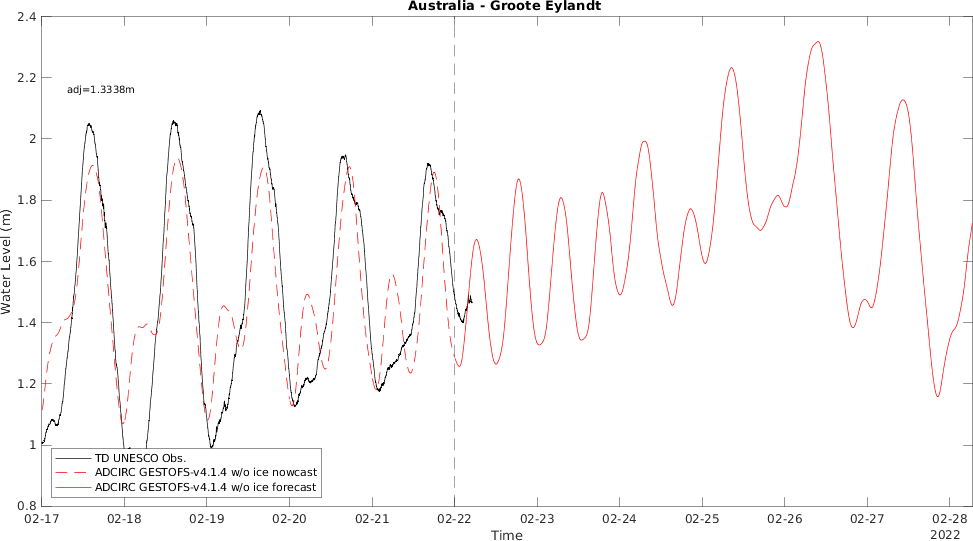 Australia - Groote Eylandt
2.4
2.2
2
1.8
1.6
1.4
1.2
1
0.8
Water Level (m)
adj=1.3338m
TD UNESCO Obs.
ADCIRC GESTOFS-v4.1.4 w/o ice nowcast
ADCIRC GESTOFS-v4.1.4 w/o ice forecast
02-17 02-18 02-19 02-20 02-21 02-22 02-23 02-24 02-25 02-26 02-27 02-28
2022
Time